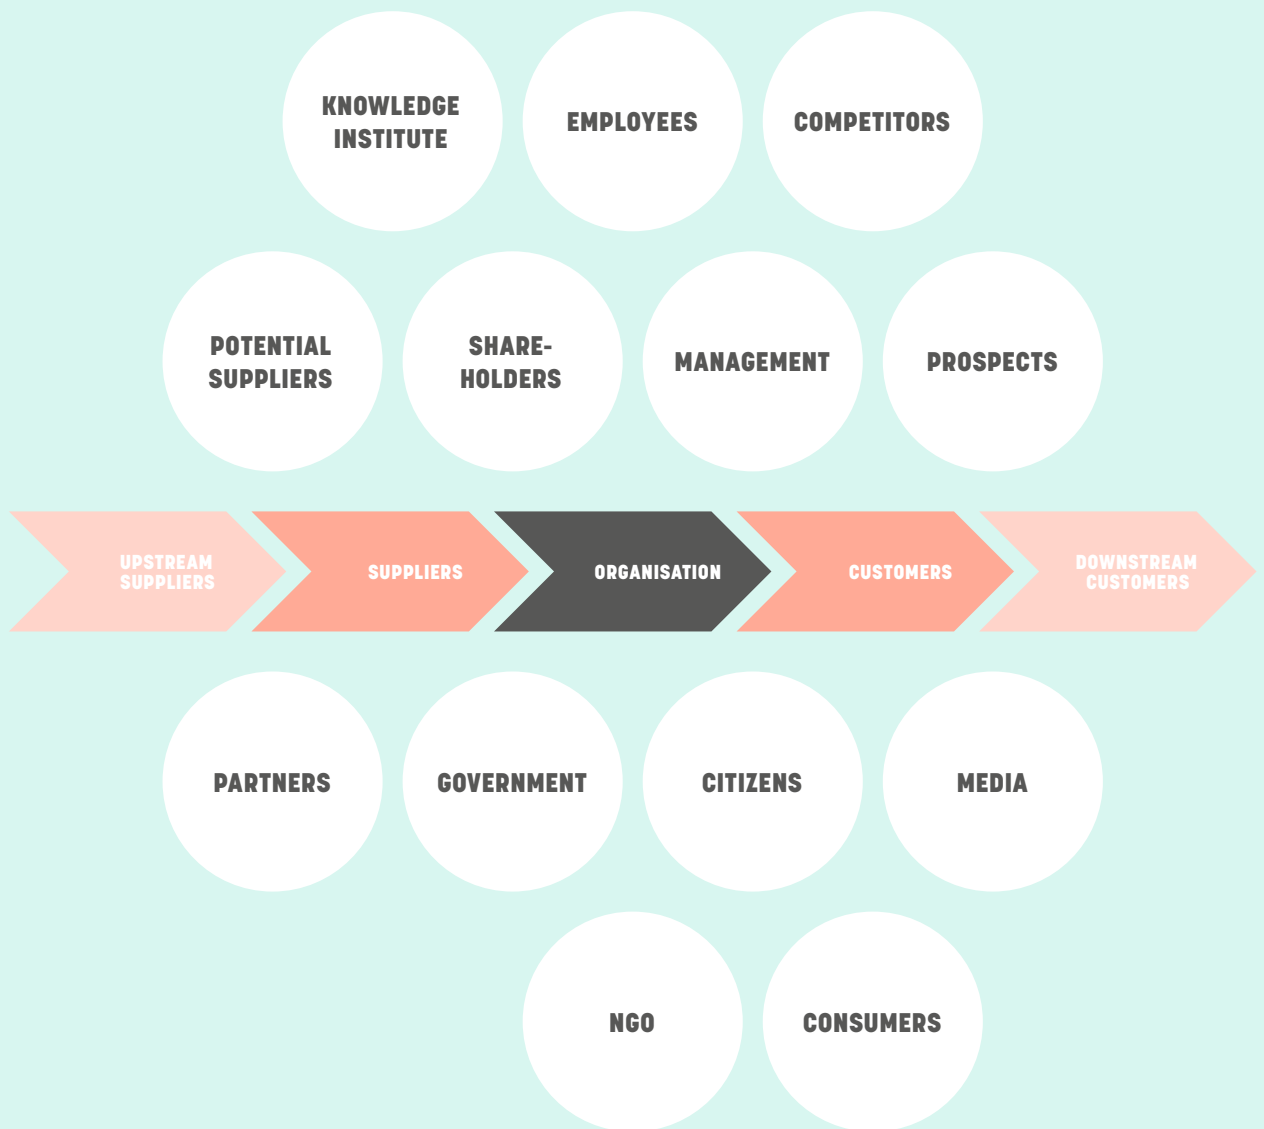 KNOWLEDGE
INSTITUTE
EMPLOYEES
COMPETITORS
POTENTIAL
SUPPLIERS
SHARE-
HOLDERS
MANAGEMENT
PROSPECTS
UPSTREAM
SUPPLIERS
SUPPLIERS
ORGANISATION
CUSTOMERS
DOWNSTREAM
CUSTOMERS
PARTNERS
GOVERNMENT
CITIZENS
MEDIA
NGO
CONSUMERS